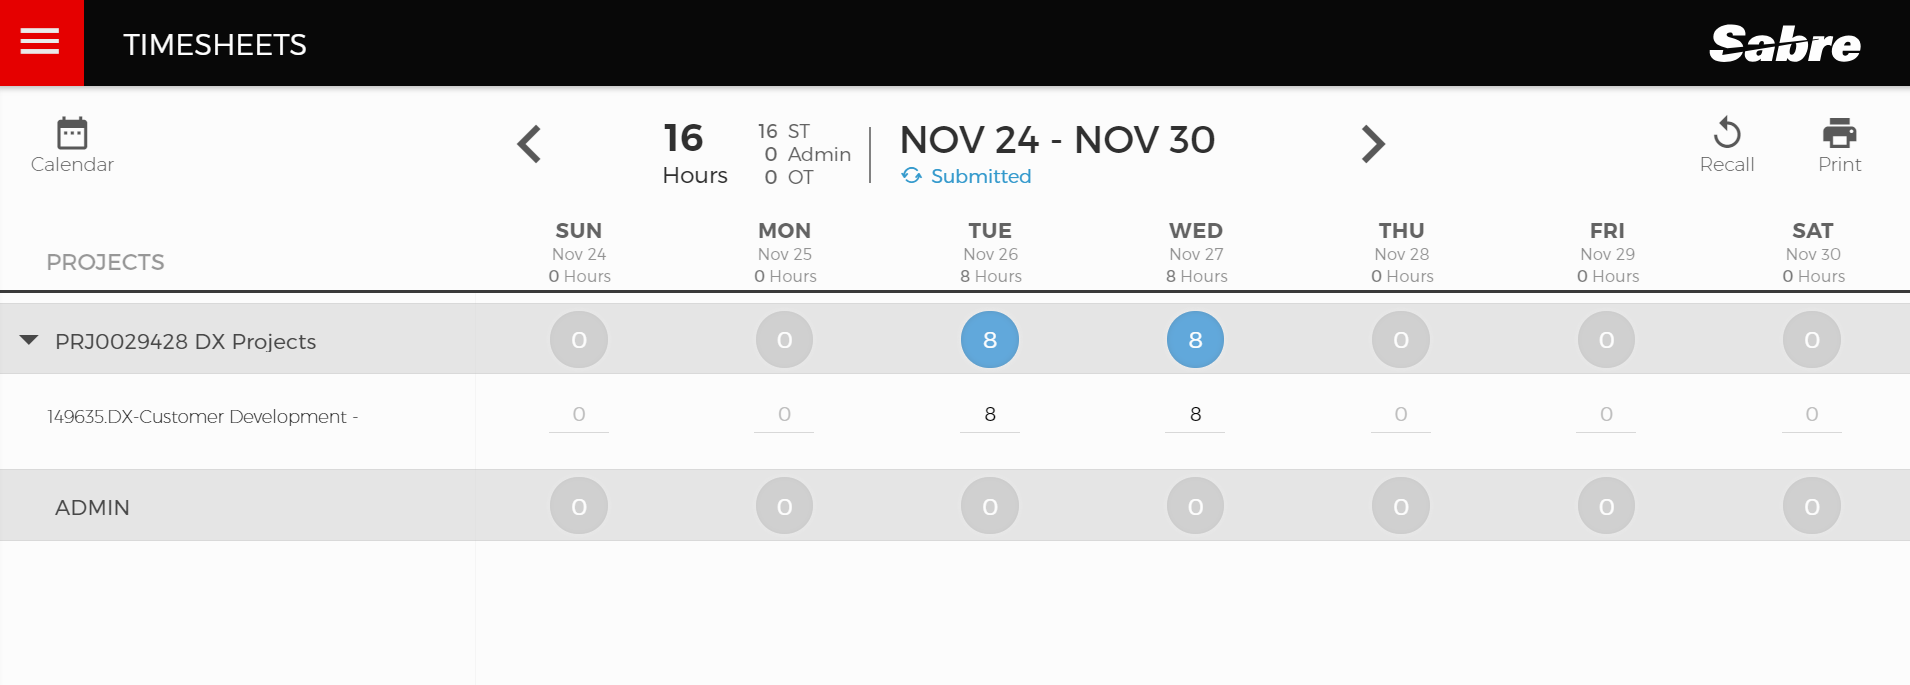 TIMESHEETS
Sabre
Calendar
16
Hours
16 ST
0 Admin
0 OT
NOV 24 - NOV 30
Submitted
Recall
Print
PROJECTS
SUN MON TUE WED THU FRI SAT
Nov 24 Nov 25 Nov 26 Nov 27 Nov 28 Nov 29 Nov 30
0 Hours 0 Hours 8 Hours 8 Hours 0 Hours 0 Hours 0 Hours
PRJ0029428 DX Projects 0 0 8 8 0 0 0
149635.DX-Customer Development - 0 0 8 8 0 0 0
ADMIN 0 0 0 0 0 0 0